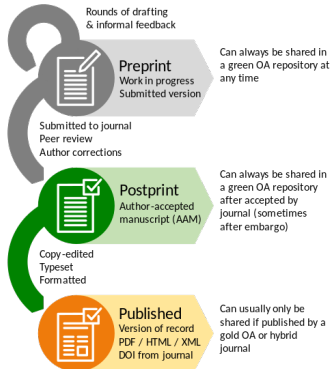 Rounds of drafting
& informal feedback
Preprint
Work in progress
Submitted version
Can always be shared in
a green OA repository at
any time
Submitted to journal
Peer review
Author corrections
Postprint
Author-accepted
manuscript (AAM)
Can always be shared in
a green OA repository
after accepted by
journal (sometimes
after embargo)
Copy-edited
Typeset
Formatted
Published
Version of record
PDF / HTML / XML
DOI from journal
Can usually only be
shared if published by a
gold OA or hybrid
journal